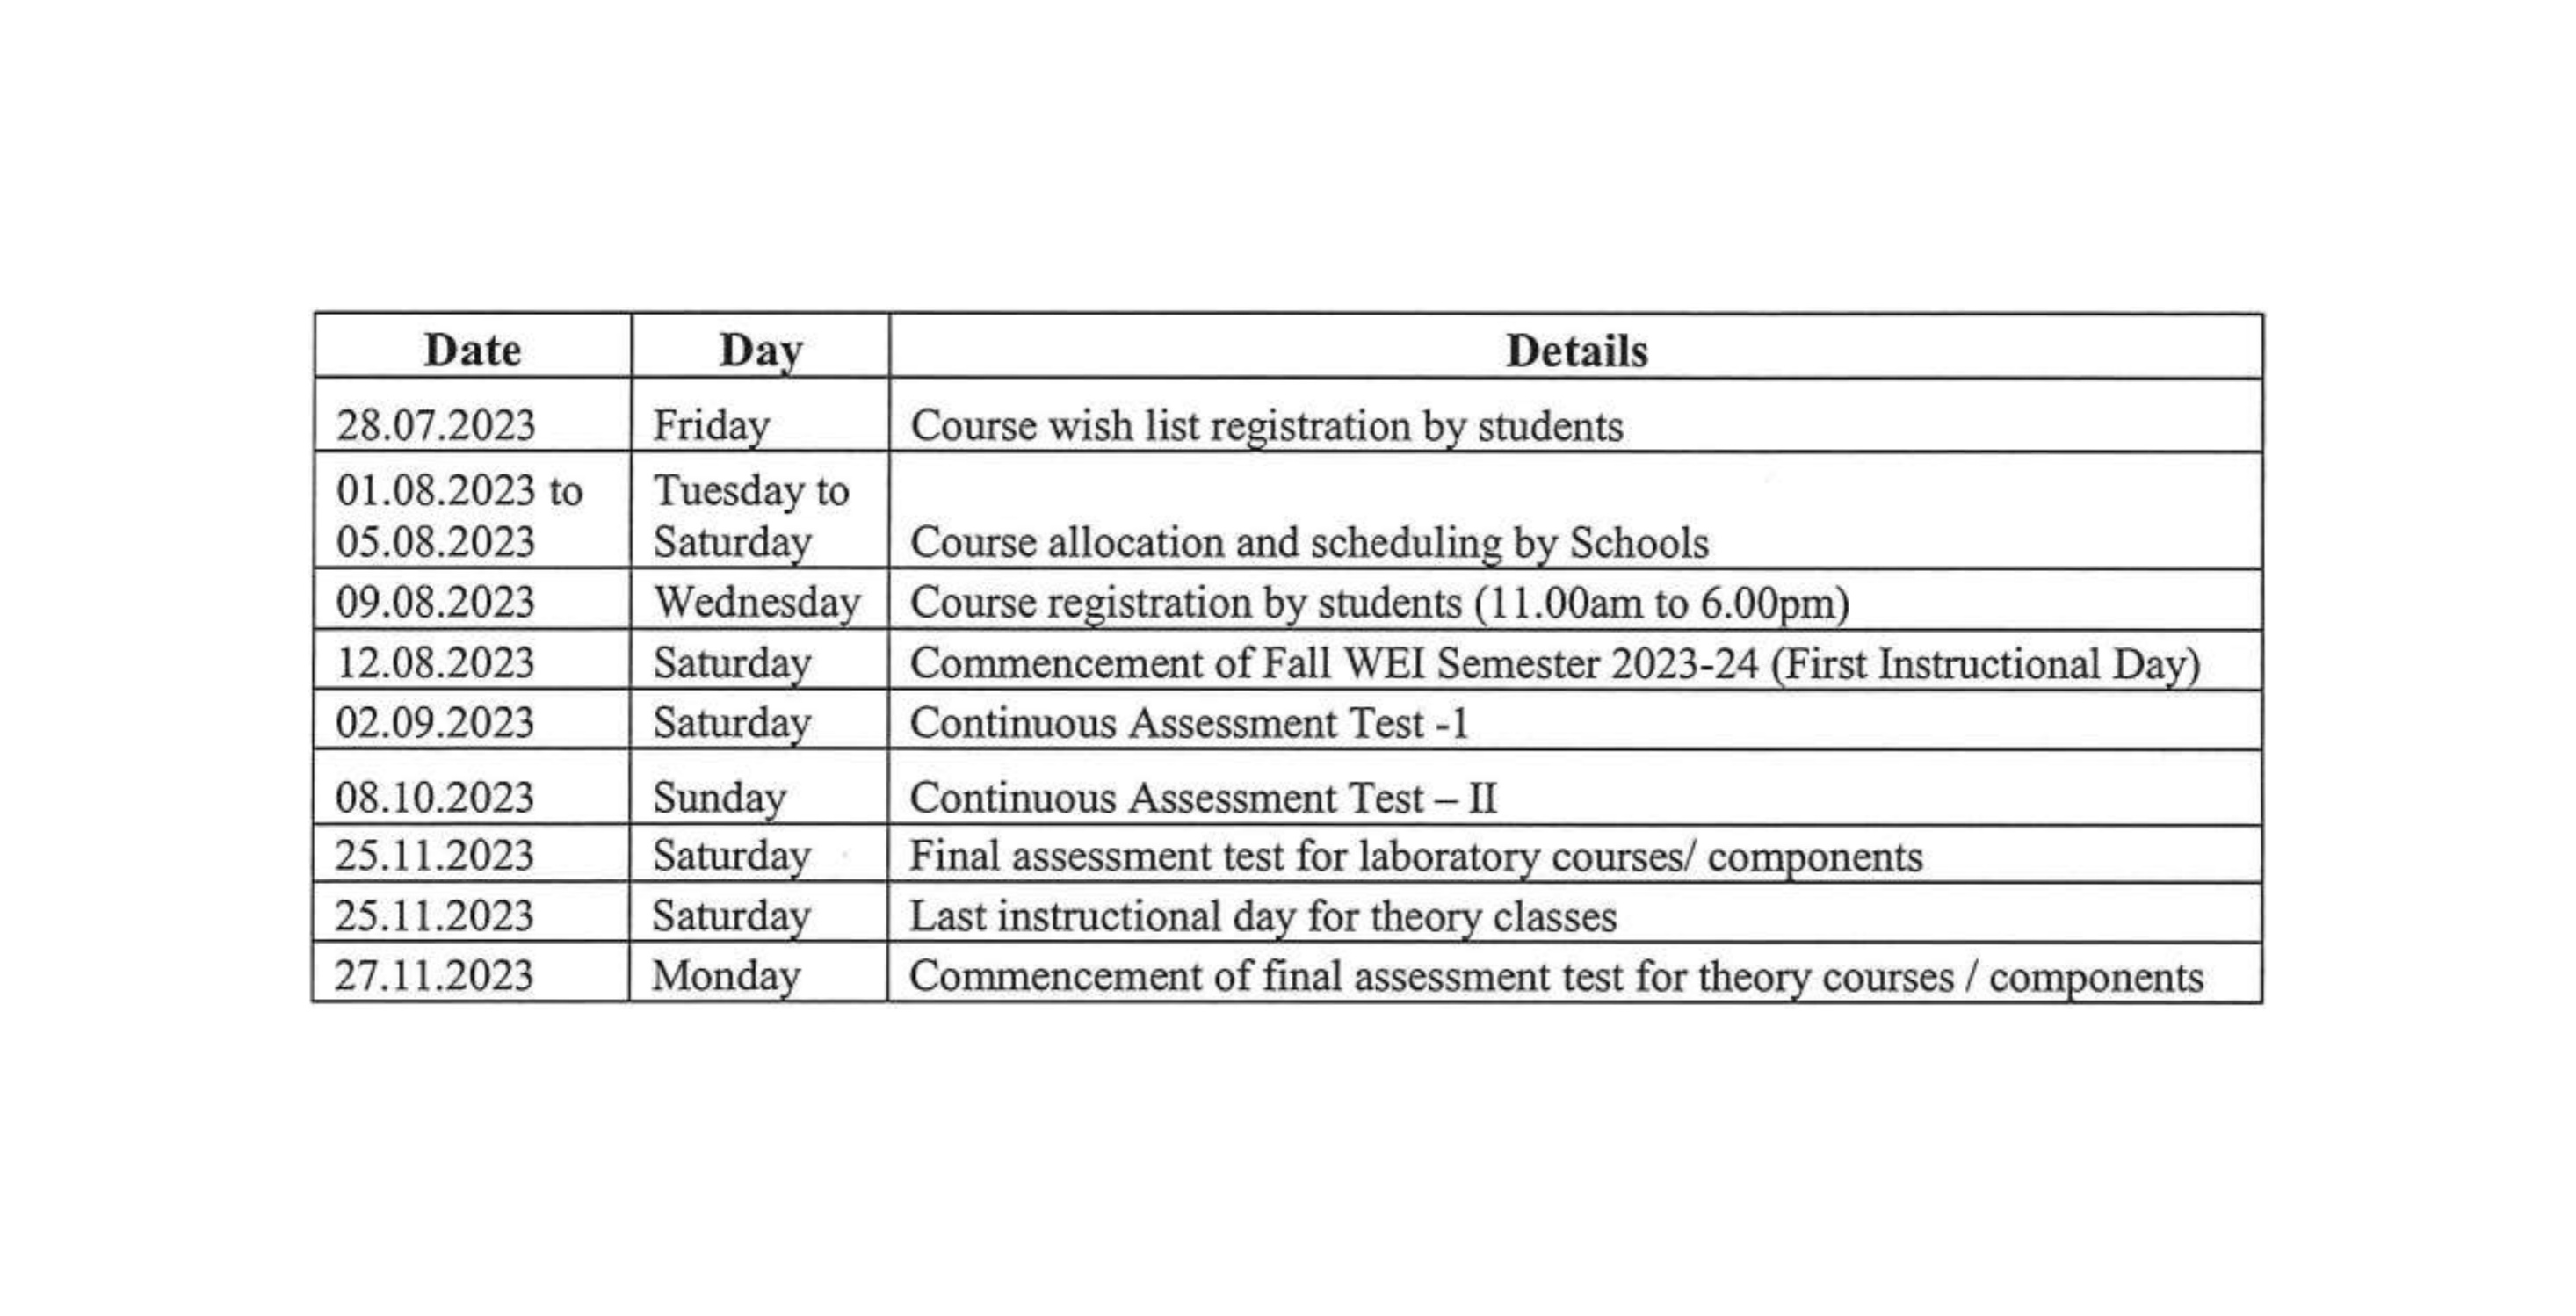 Date Day Details
28.07.2023 Friday Course wish list registration by students
01.08.2023 to Tuesday to
05.08.2023 Saturday Course allocation and scheduling by Schools
09.08.2023 Wednesday Course registration by students (11.00am to 6.00pm)
12.08.2023 Saturday Commencement of Fall WEI Semester 2023-24 (First Instructional Day)
02.09.2023 Saturday Continuous Assessment Test -1
08.10.2023 Sunday Continuous Assessment Test – II
25.11.2023 Saturday Final assessment test for laboratory courses/ components
25.11.2023 Saturday Last instructional day for theory classes
27.11.2023 Monday Commencement of final assessment test for theory courses / components